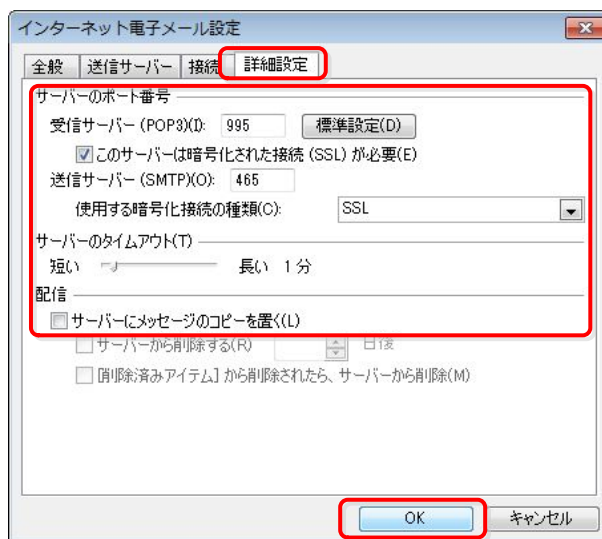 インターネット電子メール設定
全般 送信サーバー 接続 詳細設定
サーバーのポート番号
受信サーバー (POP3)(I): 995 標準設定(D)
このサーバーは暗号化された接続 (SSL) が必要(E)
送信サーバー (SMTP)(O): 465
使用する暗号化接続の種類(C): SSL
サーバーのタイムアウト(T)
短い 長い 1 分
配信
サーバーにメッセージのコピーを置く(L)
サーバーから削除する(R) 日後
[削除済みアイテム] から削除されたら、サーバーから削除(M)
OK キャンセル